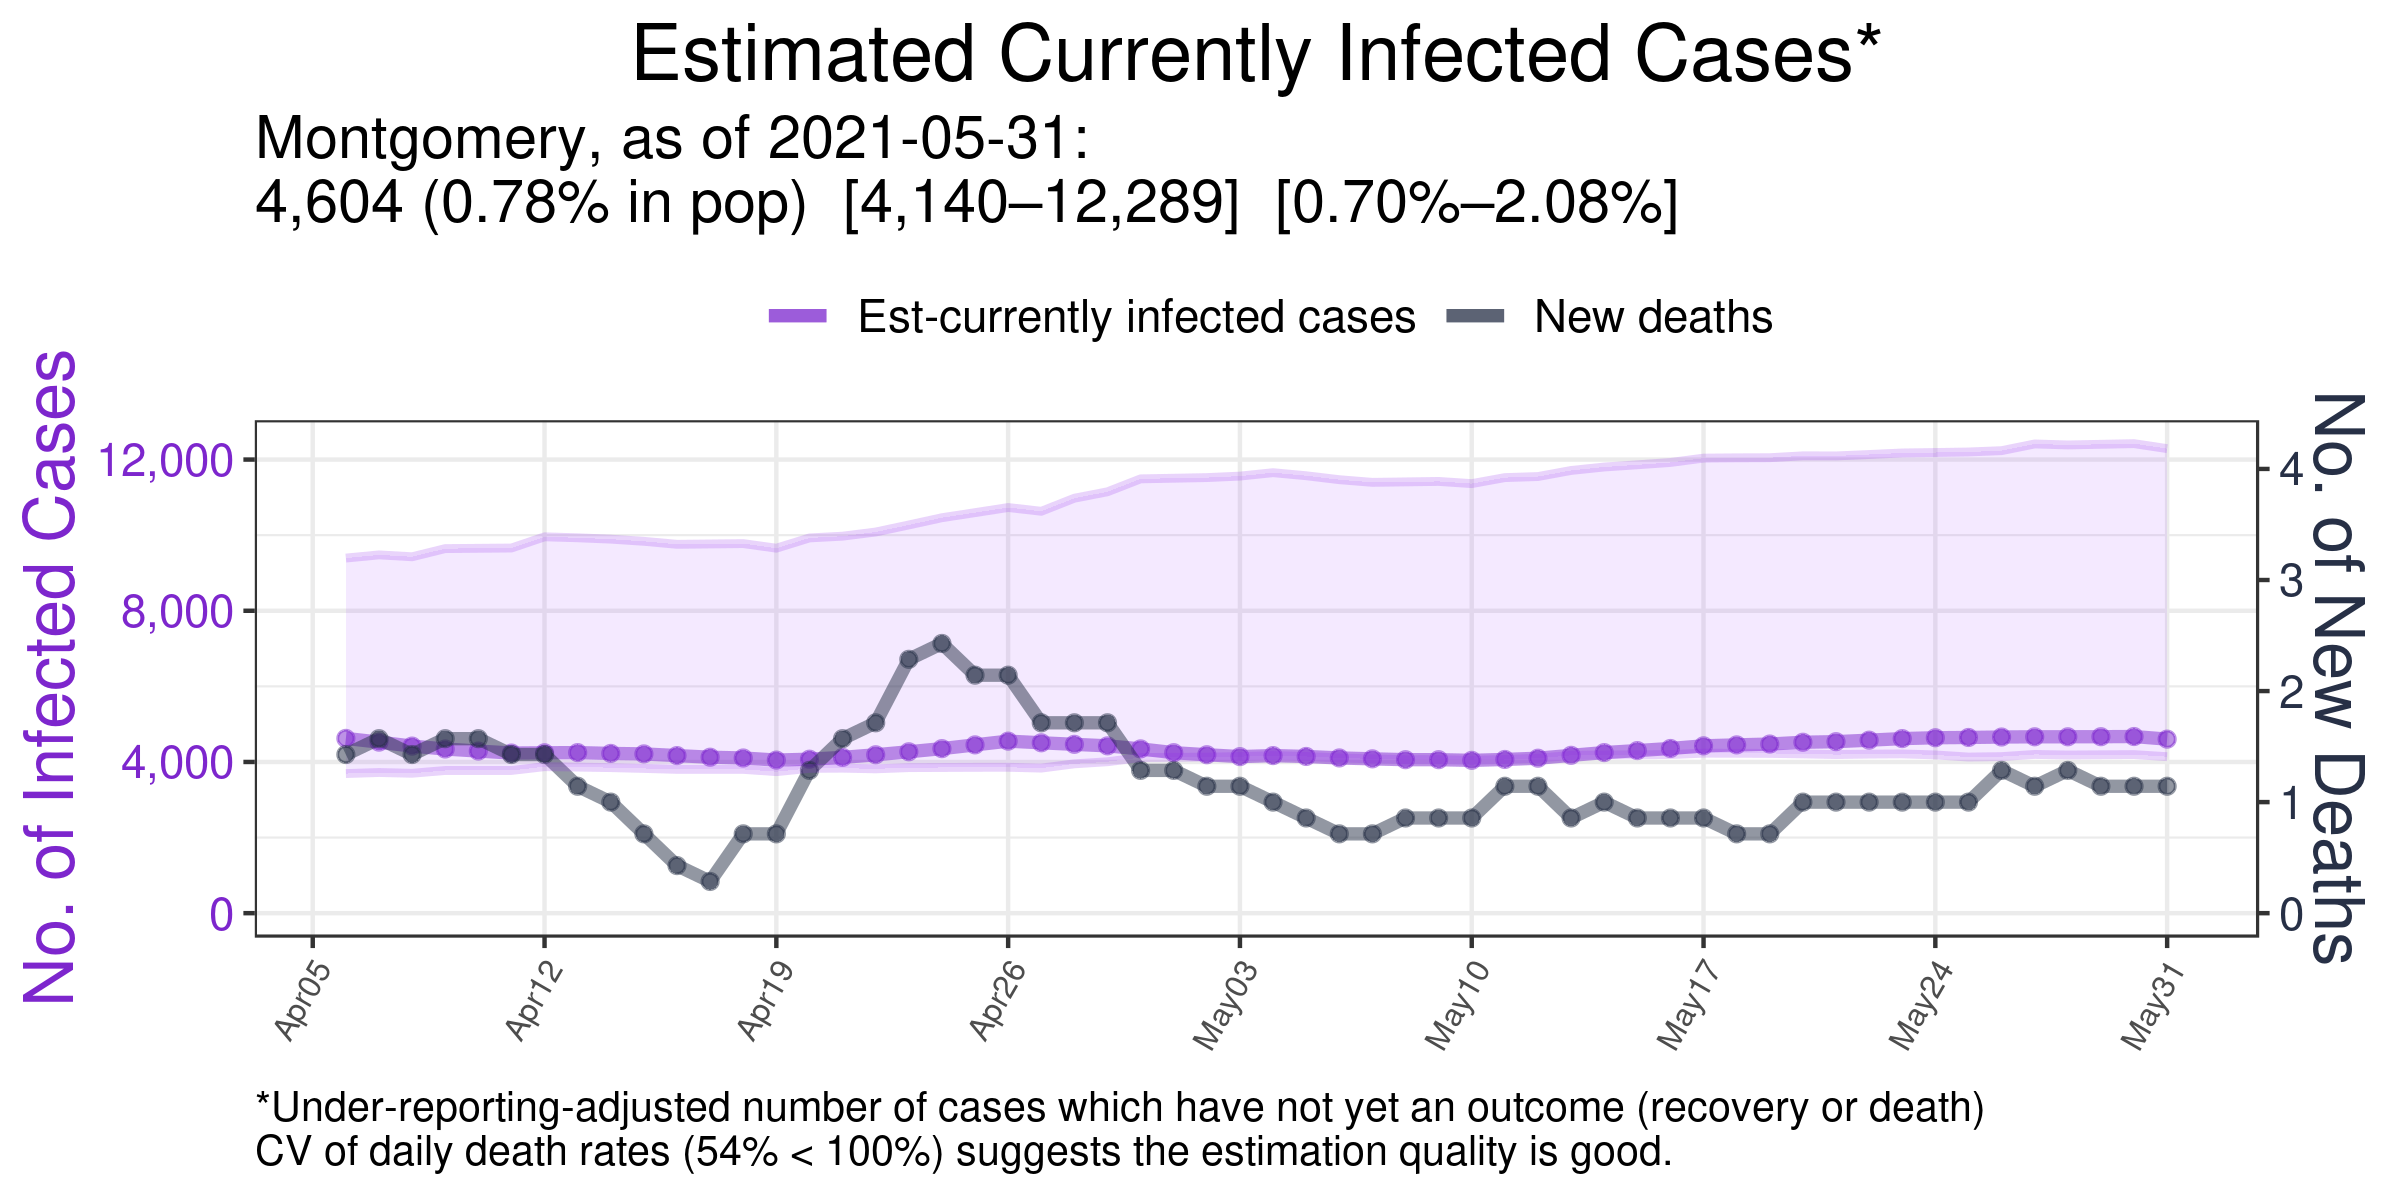 Estimated Currently Infected Cases*
Montgomery, as of 2021-05-31:
4,604 (0.78% in pop) [4,140–12,289] [0.70%–2.08%]
Est-currently infected cases New deaths
No. of Infected Cases
12,000
8,000
4,000
0
4
3
2
1
0
No. of New Deaths
Apr05 Apr12 Apr19 Apr26 May03 May10 May17 May24 May31
*Under-reporting-adjusted number of cases which have not yet an outcome (recovery or death)
CV of daily death rates (54% < 100%) suggests the estimation quality is good.